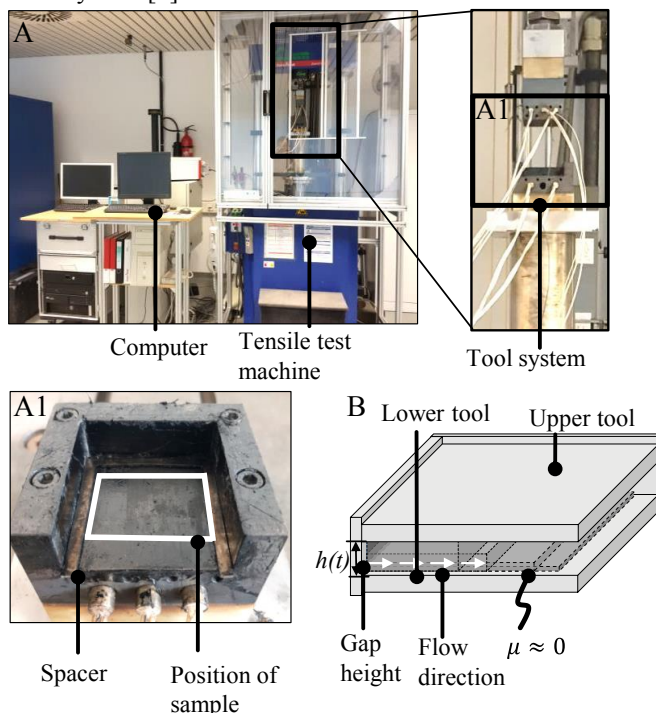 A
A1
Computer
Tensile test
machine
Tool system
A1
Spacer
Position of
sample
B
Lower tool
Upper tool
h(t)
Gap
height
Flow
direction
μ ≈ 0